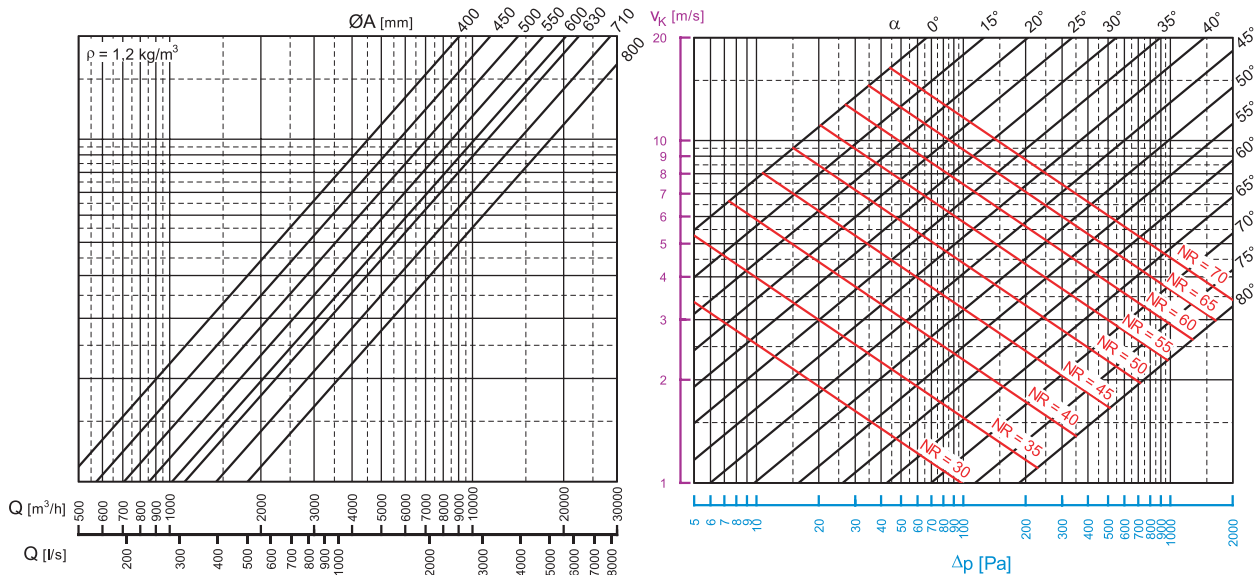 ØA [mm] 400 450 500 550 600 630 710 800
ρ = 1.2 kg/m³
Q [m³/h] 500 600 700 800 900 1000 2000 3000 4000 5000 6000 7000 8000 9000 10000 20000 30000
Q [l/s] 200 300 400 500 600 700 800 1000 2000 3000 4000 5000 6000 7000 8000
vK [m/s]
α 0° 15° 20° 25° 30° 35° 40° 45°
50°
55°
60°
65°
70°
75°
80°
20
10
9
8
7
6
5
4
3
2
1
NR = 70
NR = 65
NR = 60
NR = 55
NR = 50
NR = 45
NR = 40
NR = 35
NR = 30
5 6 7 8 9 10 20 30 40 50 60 70 80 90 100 200 300 400 500 600 700 800 900 1000 2000
Δp [Pa]